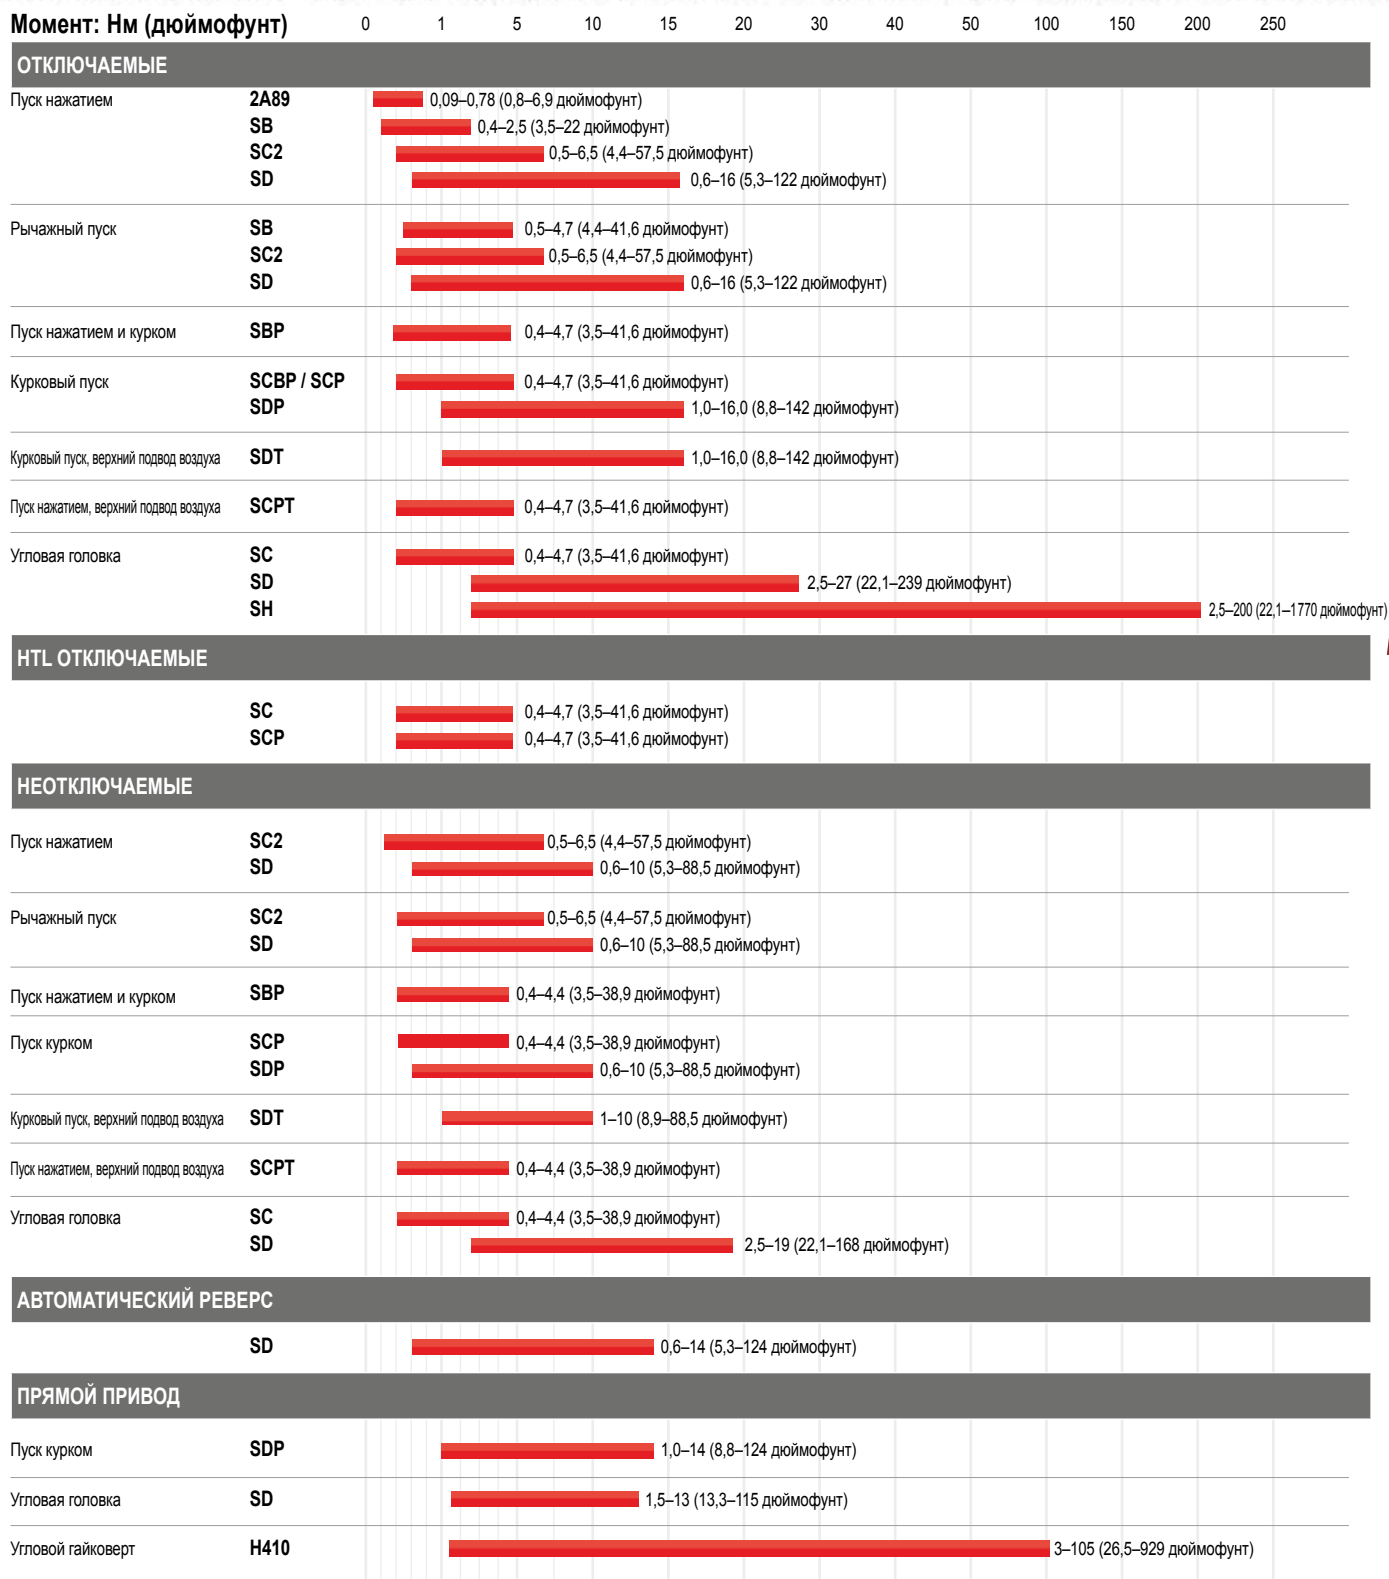 Момент: Нм (дюймофунт) 0 1 5 10 15 20 30 40 50 100 150 200 250
ОТКЛЮЧАЕМЫЕ
Пуск нажатием 2A89 0,09–0,78 (0,8–6,9 дюймофунт)
SB 0,4–2,5 (3,5–22 дюймофунт)
SC2 0,5–6,5 (4,4–57,5 дюймофунт)
SD 0,6–16 (5,3–122 дюймофунт)
Рычажный пуск SB 0,5–4,7 (4,4–41,6 дюймофунт)
SC2 0,5–6,5 (4,4–57,5 дюймофунт)
SD 0,6–16 (5,3–122 дюймофунт)
Пуск нажатием и курком SBP 0,4–4,7 (3,5–41,6 дюймофунт)
Курковый пуск SCBP / SCP 0,4–4,7 (3,5–41,6 дюймофунт)
SDP 1,0–16,0 (8,8–142 дюймофунт)
Курковый пуск, верхний подвод воздуха SDT 1,0–16,0 (8,8–142 дюймофунт)
Пуск нажатием, верхний подвод воздуха SCPT 0,4–4,7 (3,5–41,6 дюймофунт)
Угловая головка SC 0,4–4,7 (3,5–41,6 дюймофунт)
SD 2,5–27 (22,1–239 дюймофунт)
SH 2,5–200 (22,1–1770 дюймофунт)
HTL ОТКЛЮЧАЕМЫЕ
SC 0,4–4,7 (3,5–41,6 дюймофунт)
SCP 0,4–4,7 (3,5–41,6 дюймофунт)
НЕОТКЛЮЧАЕМЫЕ
Пуск нажатием SC2 0,5–6,5 (4,4–57,5 дюймофунт)
SD 0,6–10 (5,3–88,5 дюймофунт)
Рычажный пуск SC2 0,5–6,5 (4,4–57,5 дюймофунт)
SD 0,6–10 (5,3–88,5 дюймофунт)
Пуск нажатием и курком SBP 0,4–4,4 (3,5–38,9 дюймофунт)
Пуск курком SCP 0,4–4,4 (3,5–38,9 дюймофунт)
SDP 0,6–10 (5,3–88,5 дюймофунт)
Курковый пуск, верхний подвод воздуха SDT 1–10 (8,9–88,5 дюймофунт)
Пуск нажатием, верхний подвод воздуха SCPT 0,4–4,4 (3,5–38,9 дюймофунт)
Угловая головка SC 0,4–4,4 (3,5–38,9 дюймофунт)
SD 2,5–19 (22,1–168 дюймофунт)
АВТОМАТИЧЕСКИЙ РЕВЕРС
SD 0,6–14 (5,3–124 дюймофунт)
ПРЯМОЙ ПРИВОД
Пуск курком SDP 1,0–14 (8,8–124 дюймофунт)
Угловая головка SD 1,5–13 (13,3–115 дюймофунт)
Угловой гайковерт H410 3–105 (26,5–929 дюймофунт)